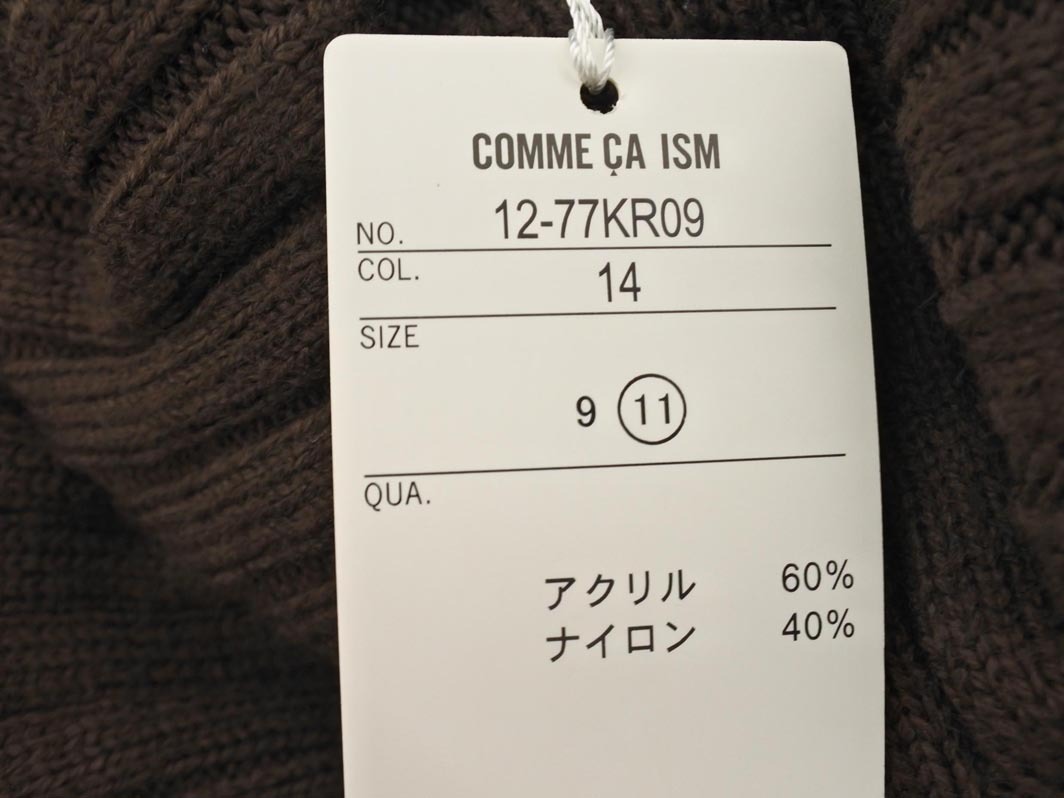 COMME ÇA ISM
NO. 12-77KR09
COL. 14
SIZE
9 11
QUA.
アクリル 60%
ナイロン 40%